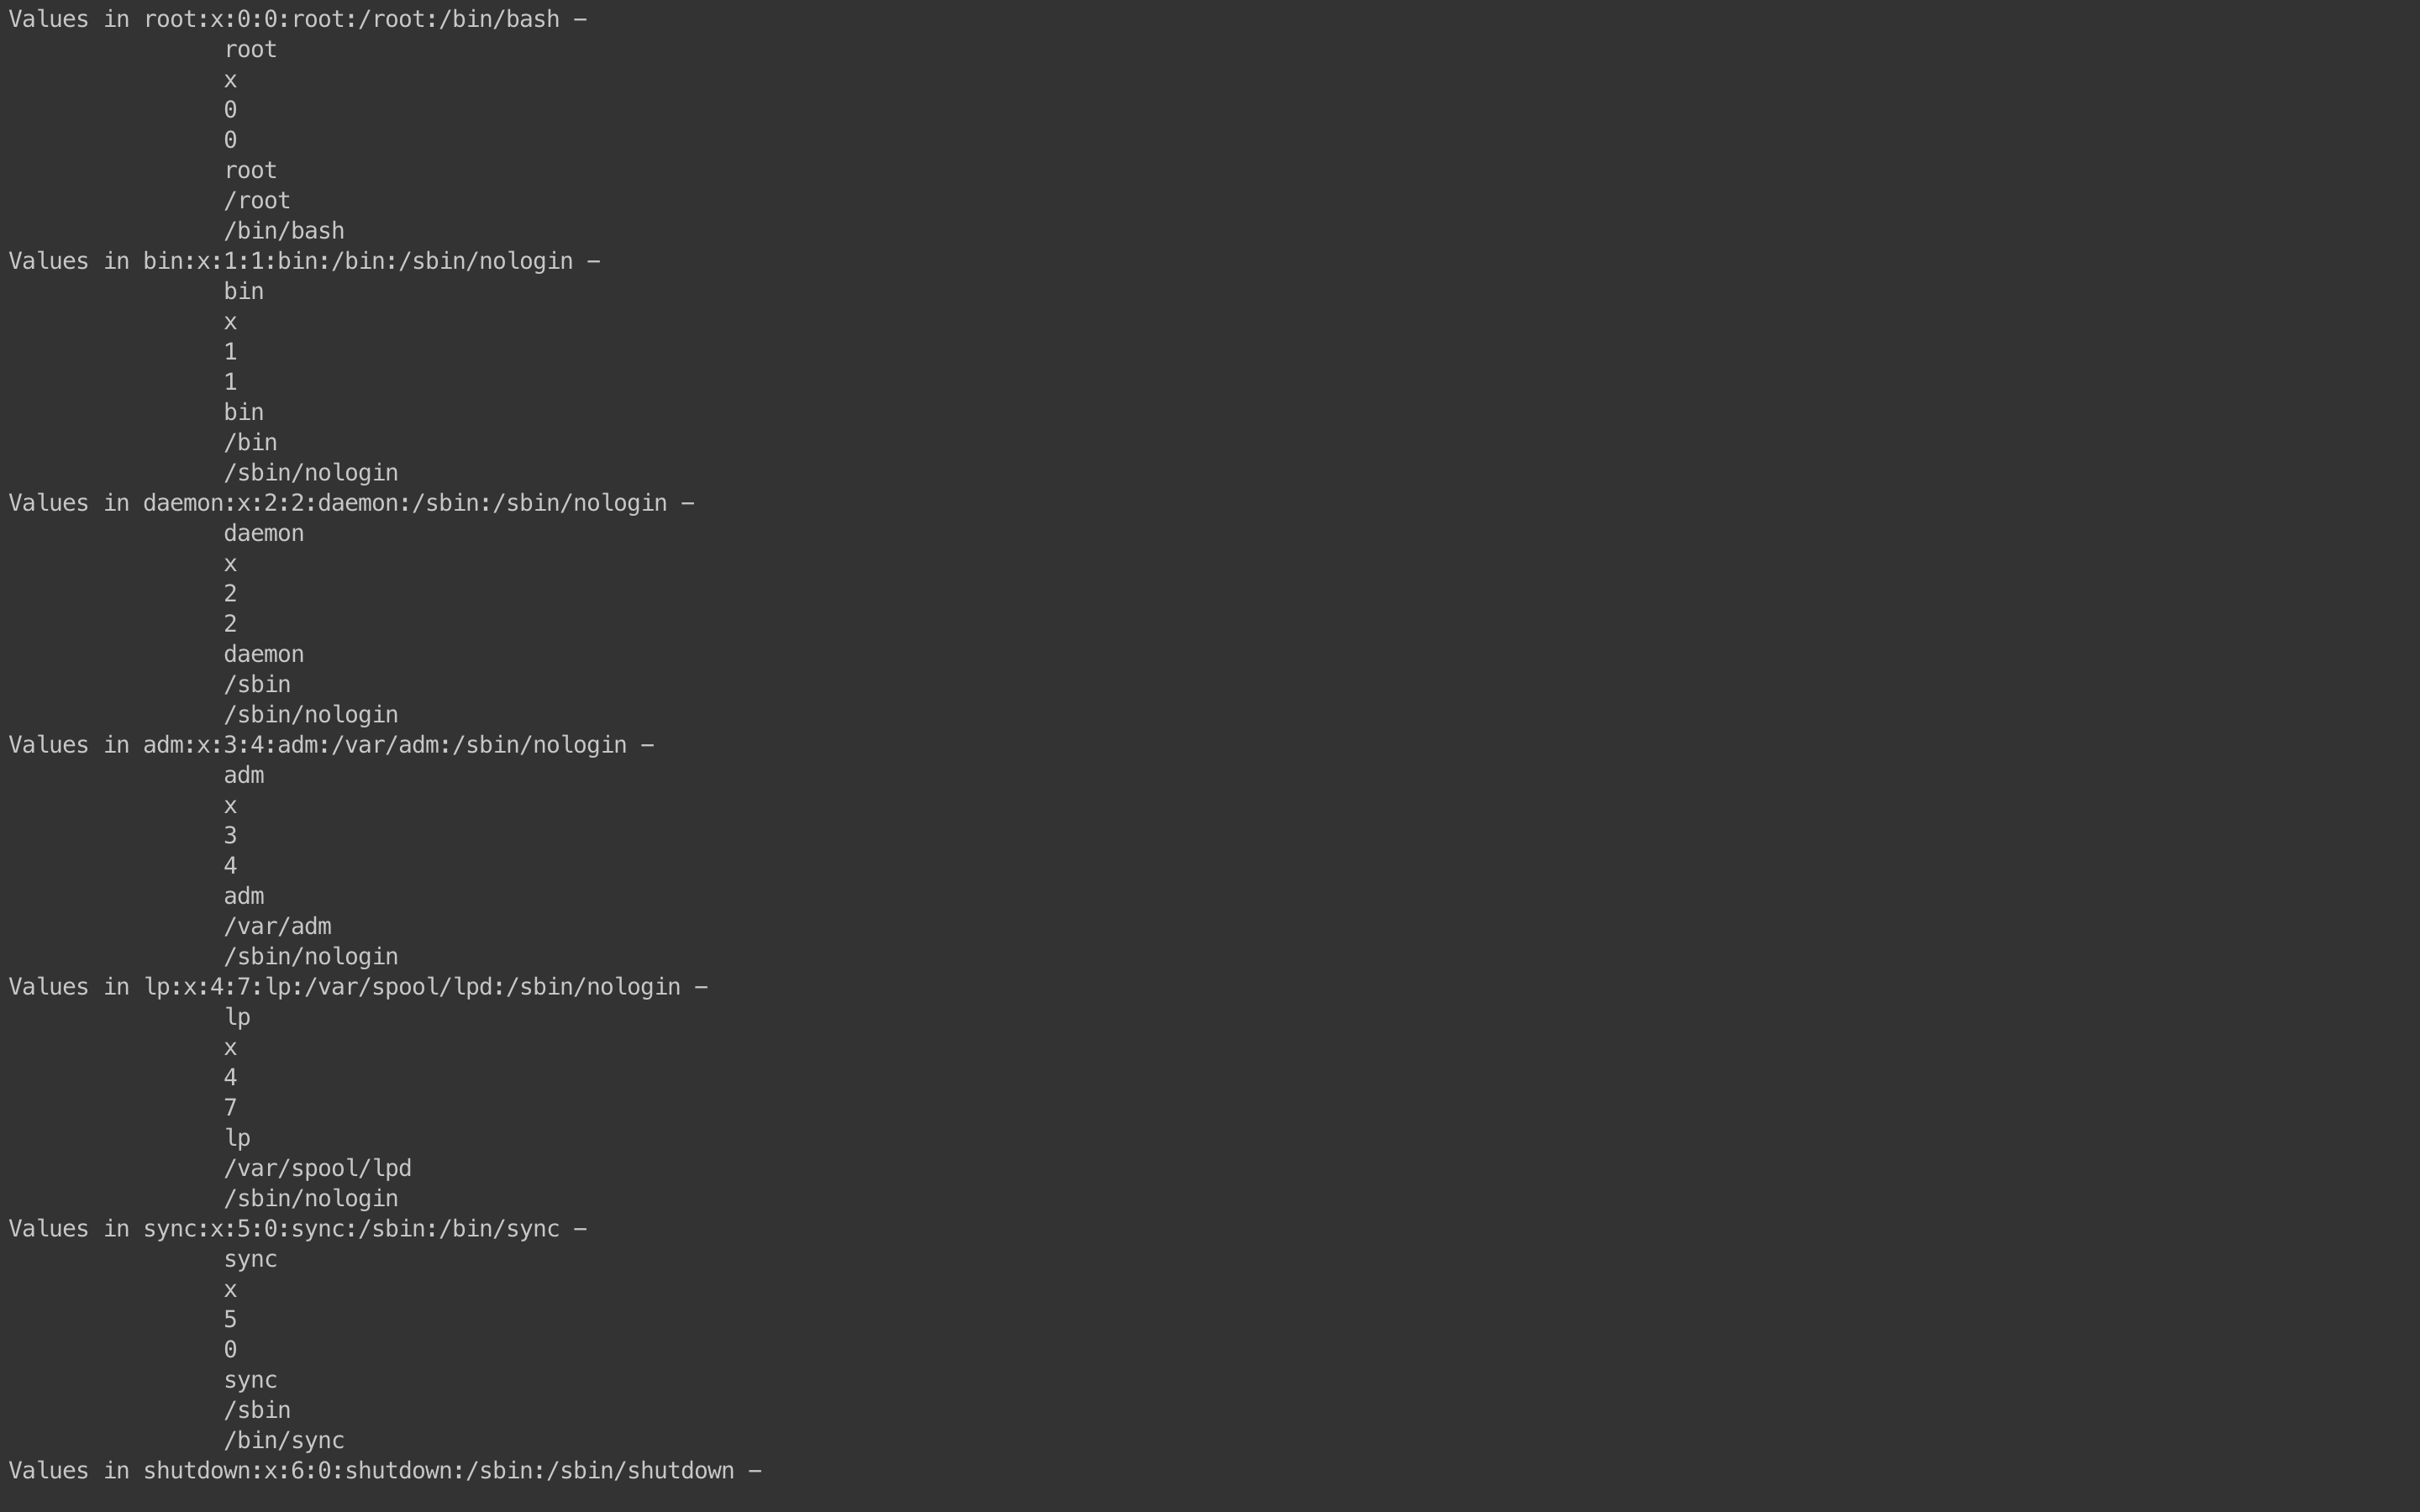 Values in root:x:0:0:root:/root:/bin/bash –
root
x
0
0
root
/root
/bin/bash
Values in bin:x:1:1:bin:/bin:/sbin/nologin –
bin
x
1
1
bin
/bin
/sbin/nologin
Values in daemon:x:2:2:daemon:/sbin:/sbin/nologin –
daemon
x
2
2
daemon
/sbin
/sbin/nologin
Values in adm:x:3:4:adm:/var/adm:/sbin/nologin –
adm
x
3
4
adm
/var/adm
/sbin/nologin
Values in lp:x:4:7:lp:/var/spool/lpd:/sbin/nologin –
lp
x
4
7
lp
/var/spool/lpd
/sbin/nologin
Values in sync:x:5:0:sync:/sbin:/bin/sync –
sync
x
5
0
sync
/sbin
/bin/sync
Values in shutdown:x:6:0:shutdown:/sbin:/sbin/shutdown –